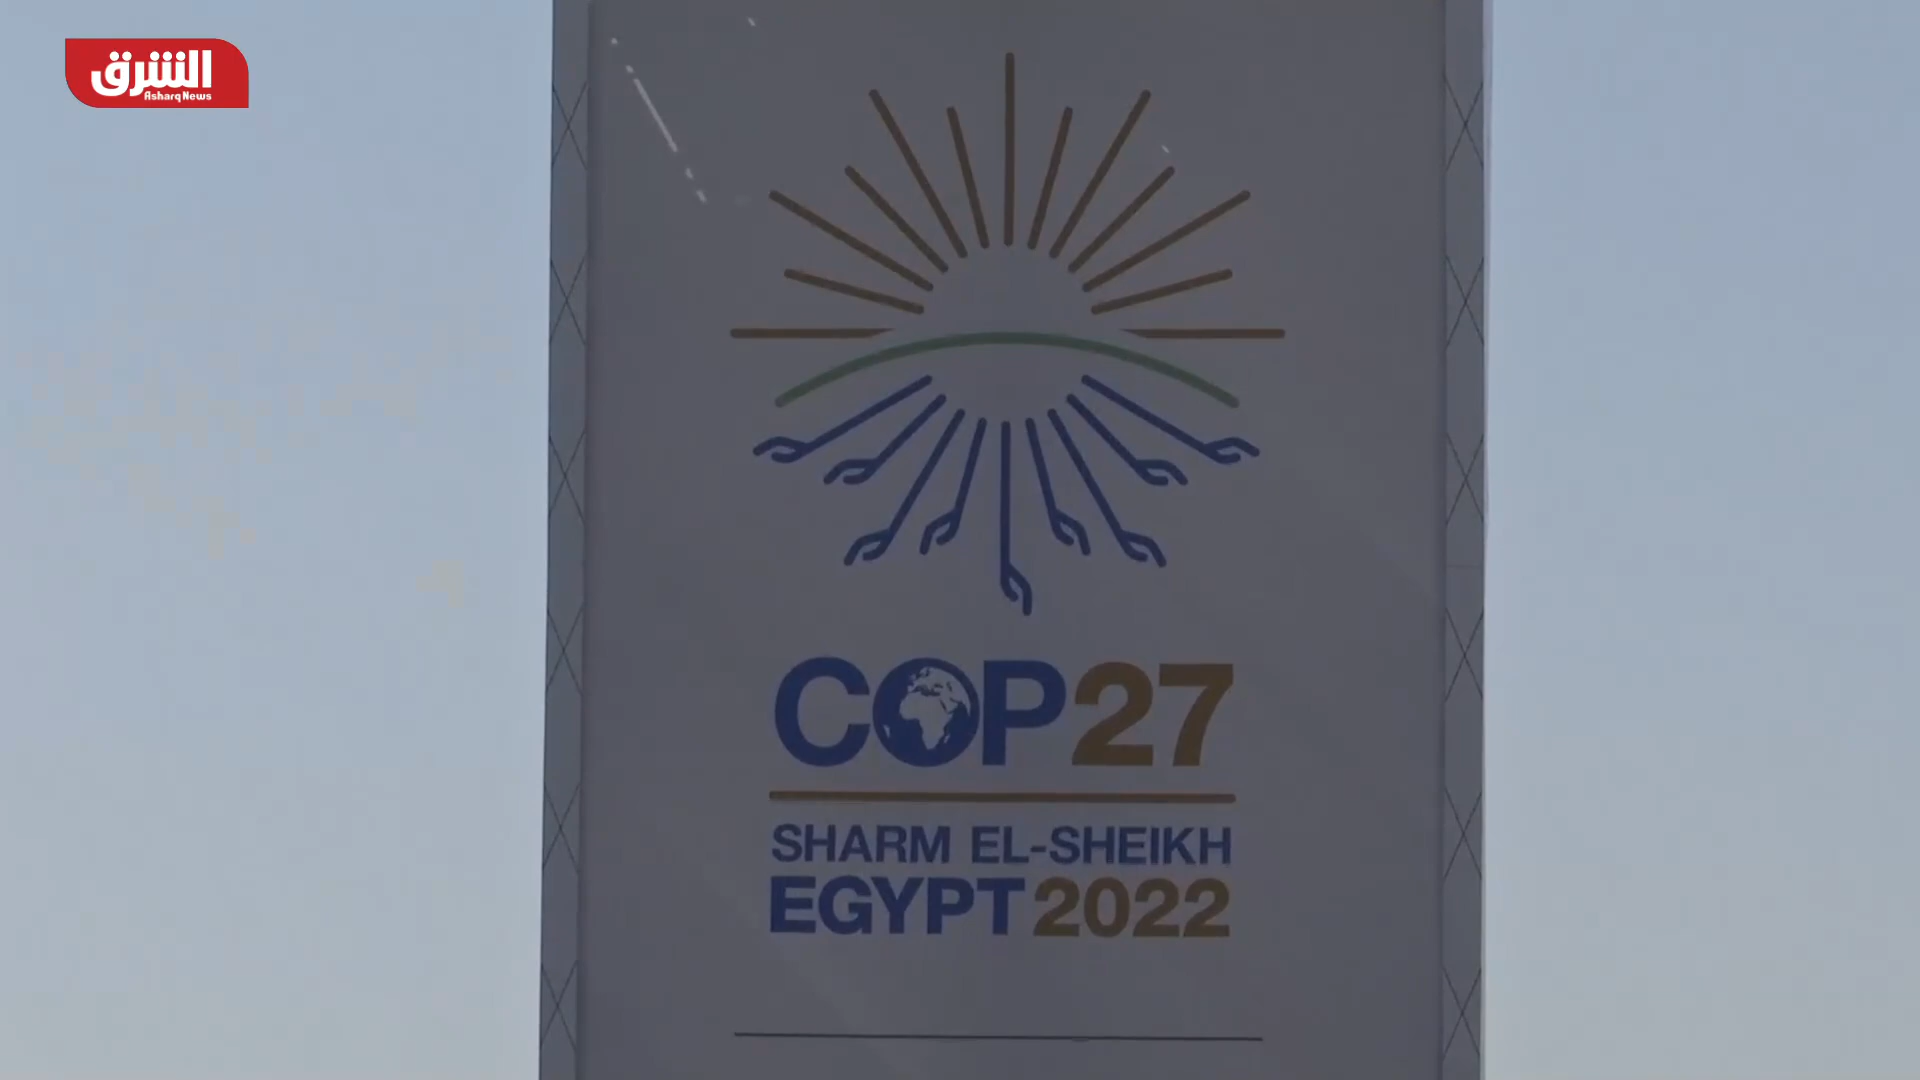 الشرق
Asharq News
COP27
SHARM EL-SHEIKH
EGYPT 2022